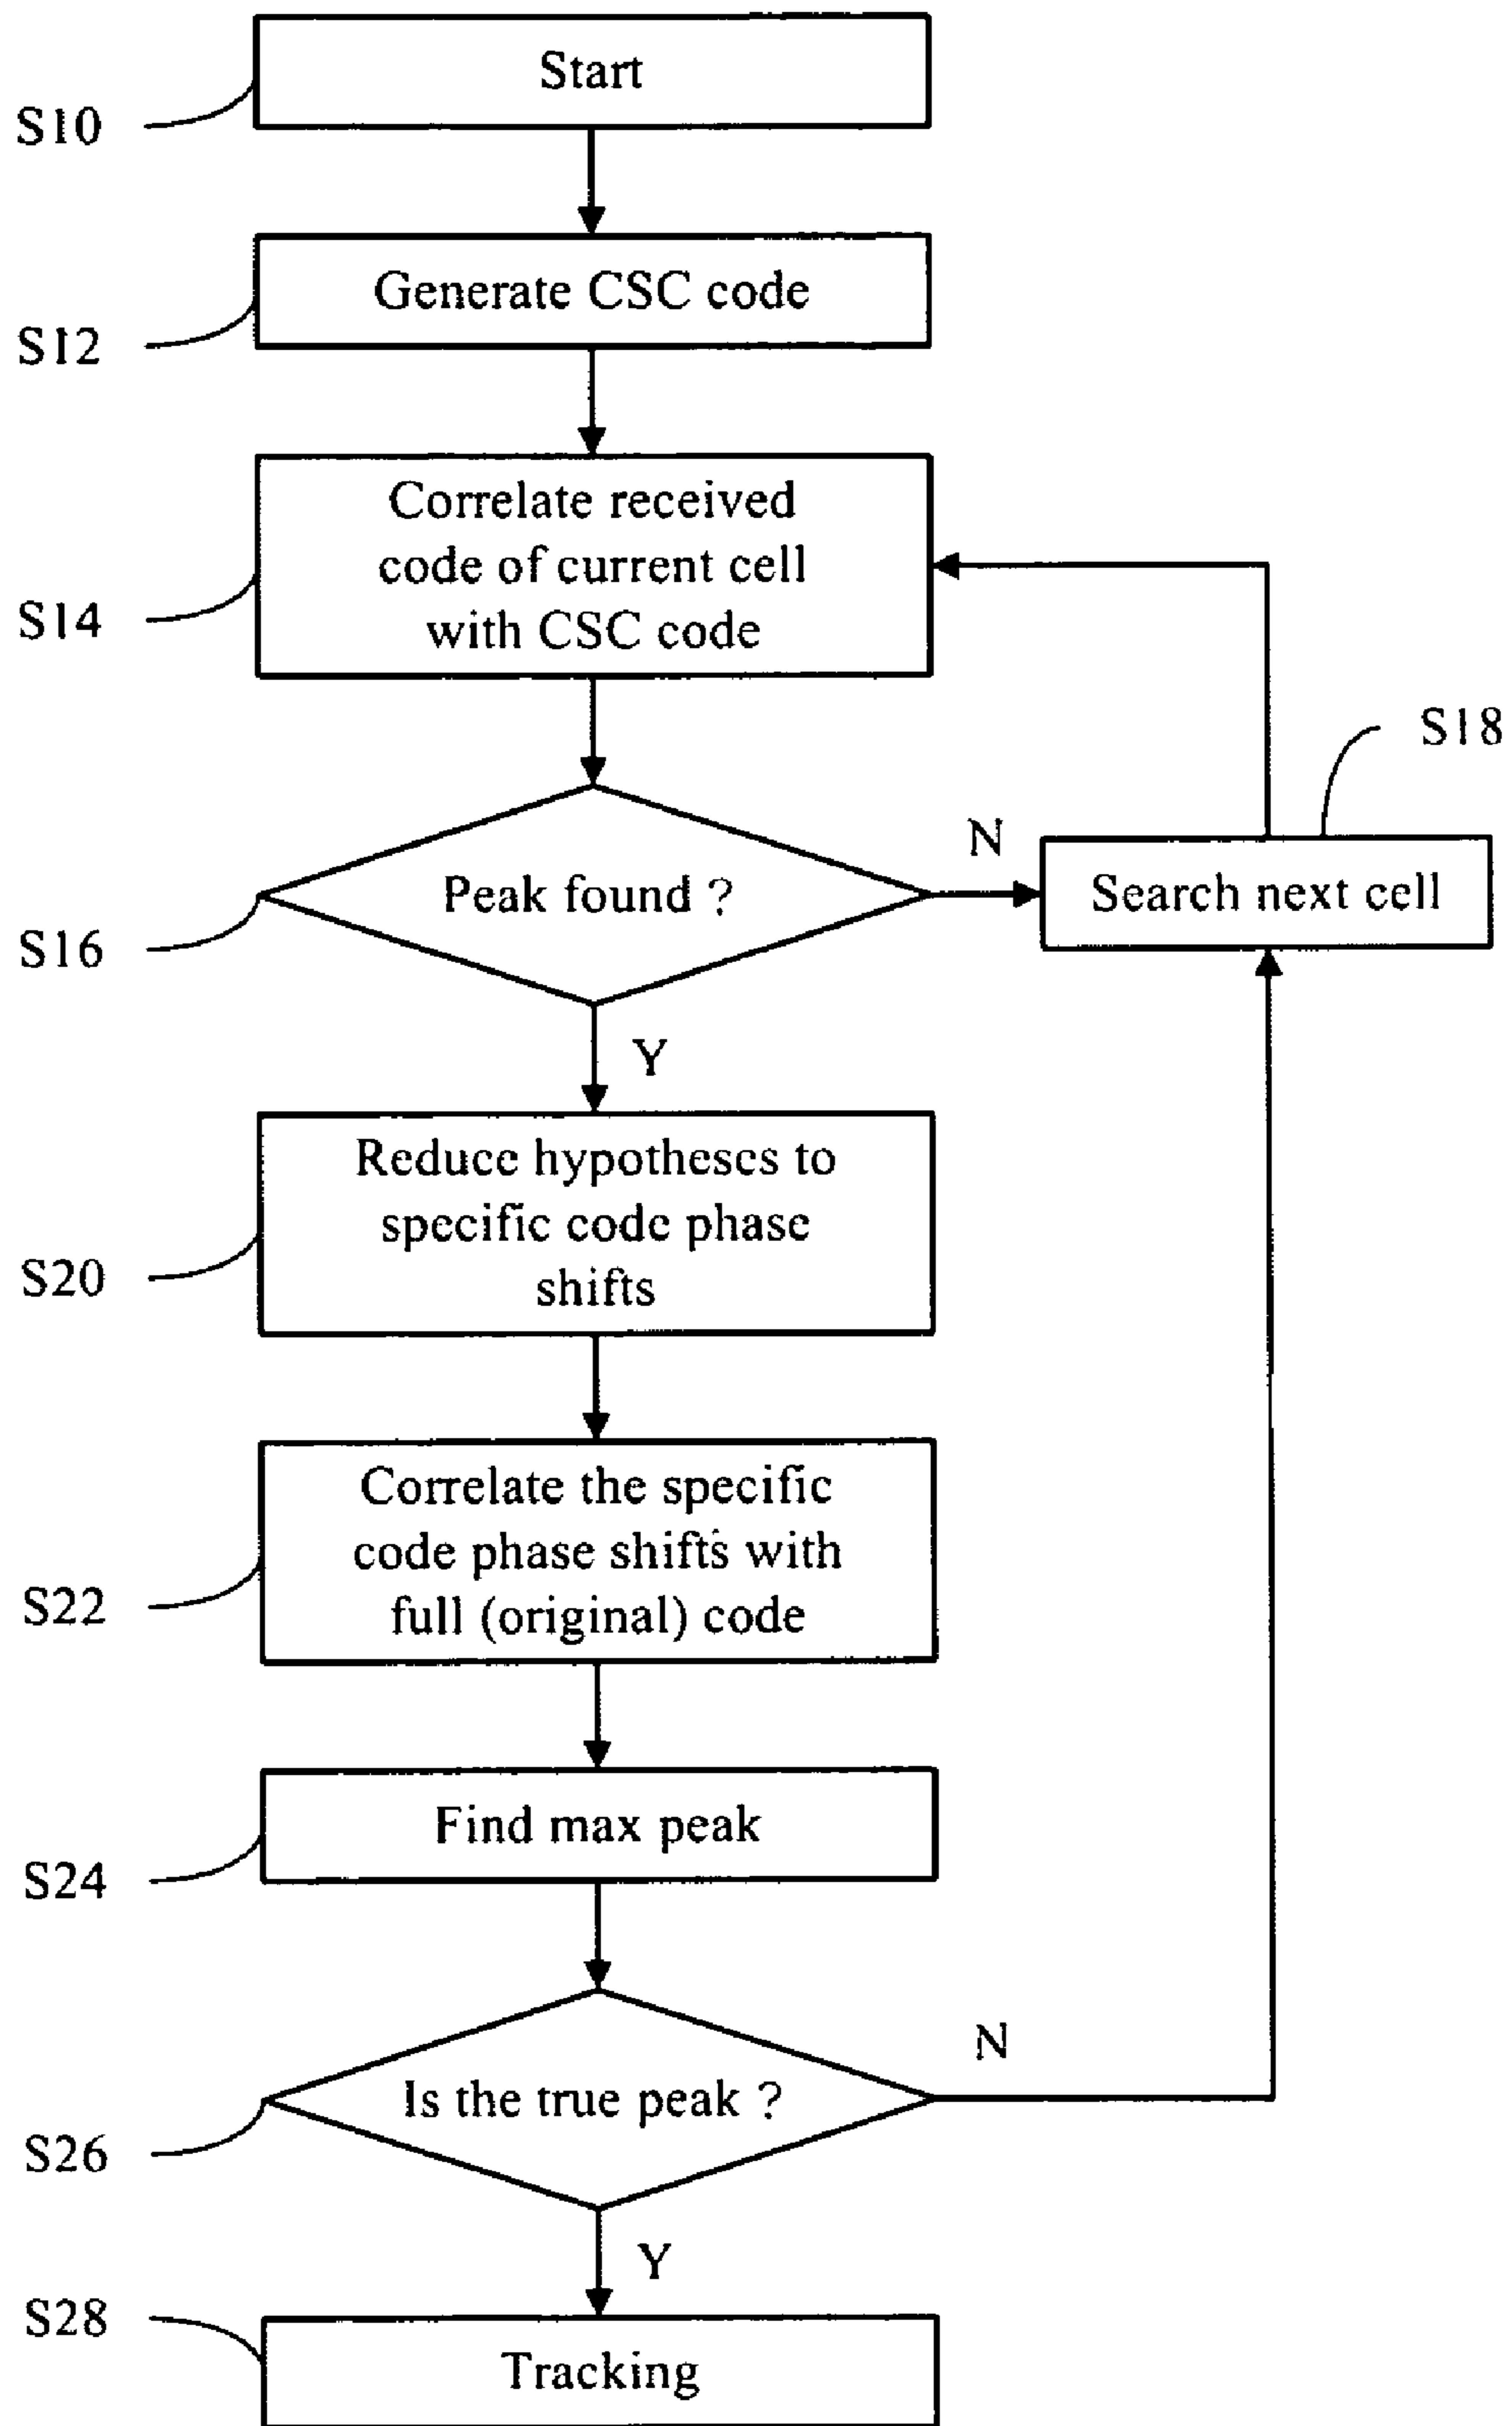 Start
S10
Generate CSC code
S12
Correlate received
code of current cell
with CSC code
S14
S18
N
Peak found ?
Search next cell
S16
Y
Reduce hypotheses to
specific code phase
shifts
S20
Correlate the specific
code phase shifts with
full (original) code
S22
Find max peak
S24
N
Is the true peak ?
S26
Y
S28
Tracking